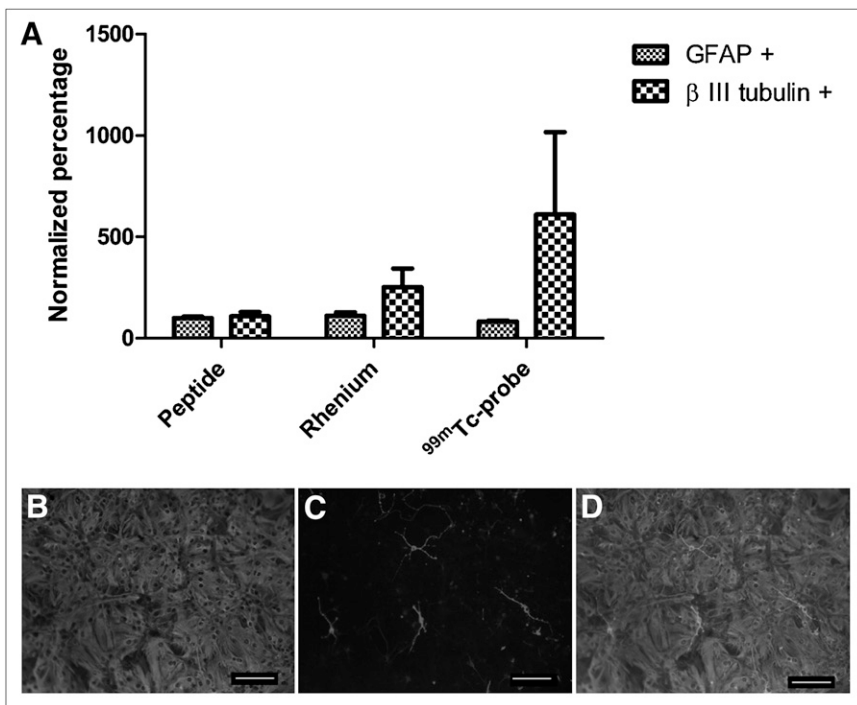 A
1500
1000
500
0
Normalized percentage
GFAP +
β III tubulin +
Peptide
Rhenium
⁹⁹ᵐTc-probe
B
C
D